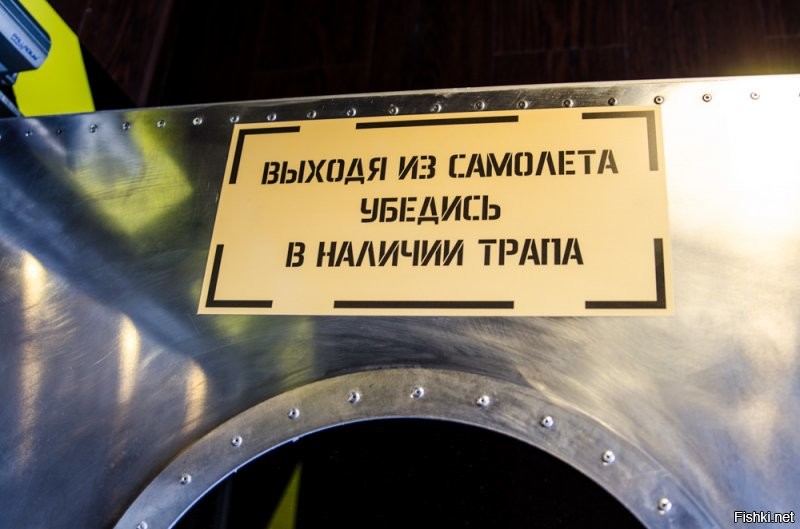 ВЫХОДЯ ИЗ САМОЛЕТА
УБЕДИСЬ
В НАЛИЧИИ ТРАПА
Fishki.net